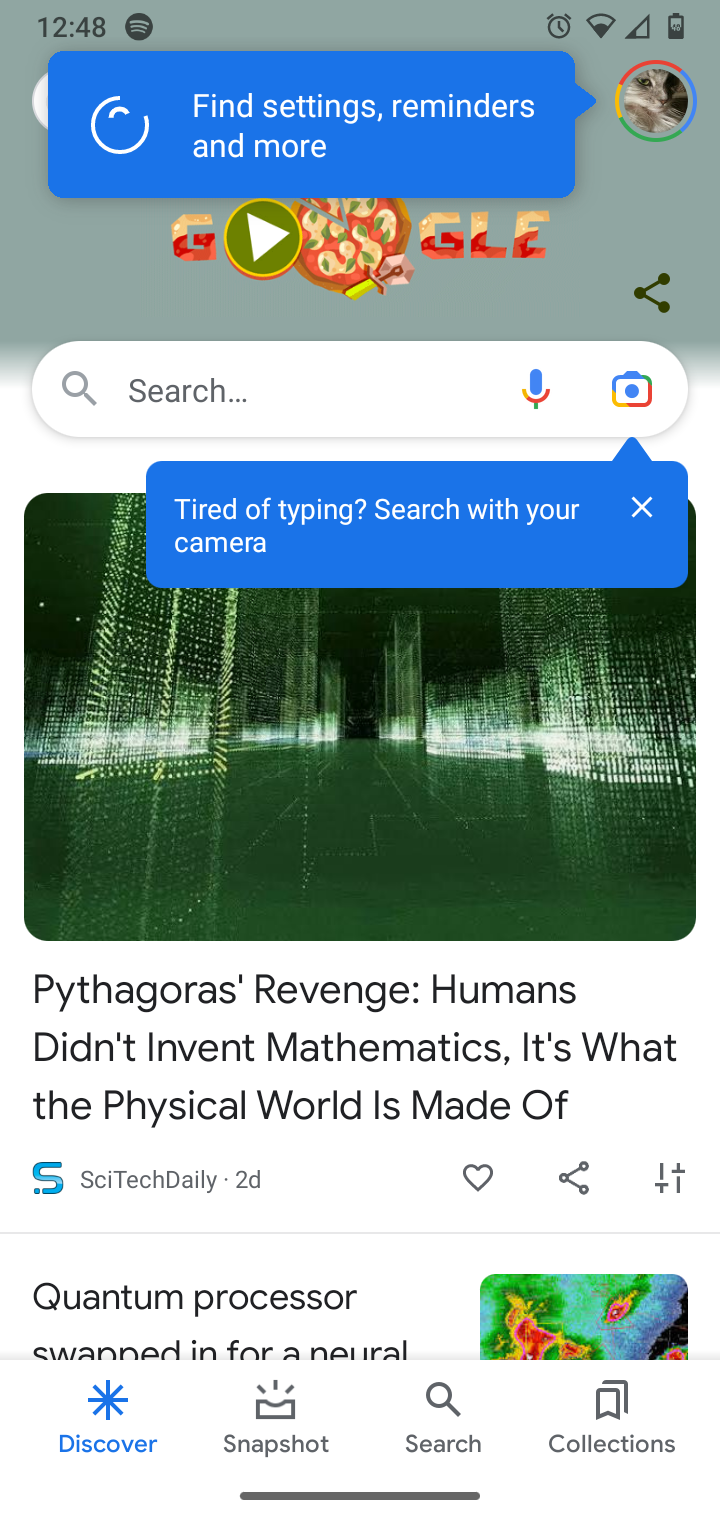 12:48
Find settings, reminders
and more
G GLE
Search…
Tired of typing? Search with your
camera
Pythagoras' Revenge: Humans
Didn't Invent Mathematics, It's What
the Physical World Is Made Of
SciTechDaily · 2d
Quantum processor
swapped in for a neural
Discover
Snapshot
Search
Collections